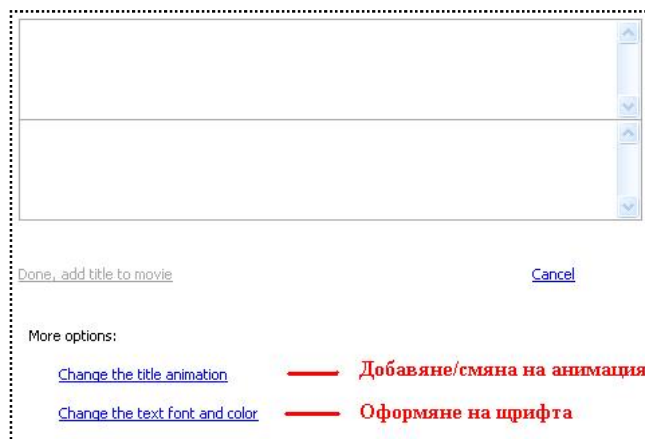 Done, add title to movie Cancel
More options:
Change the title animation Добавяне/смяна на анимация
Change the text font and color Оформяне на щрифта